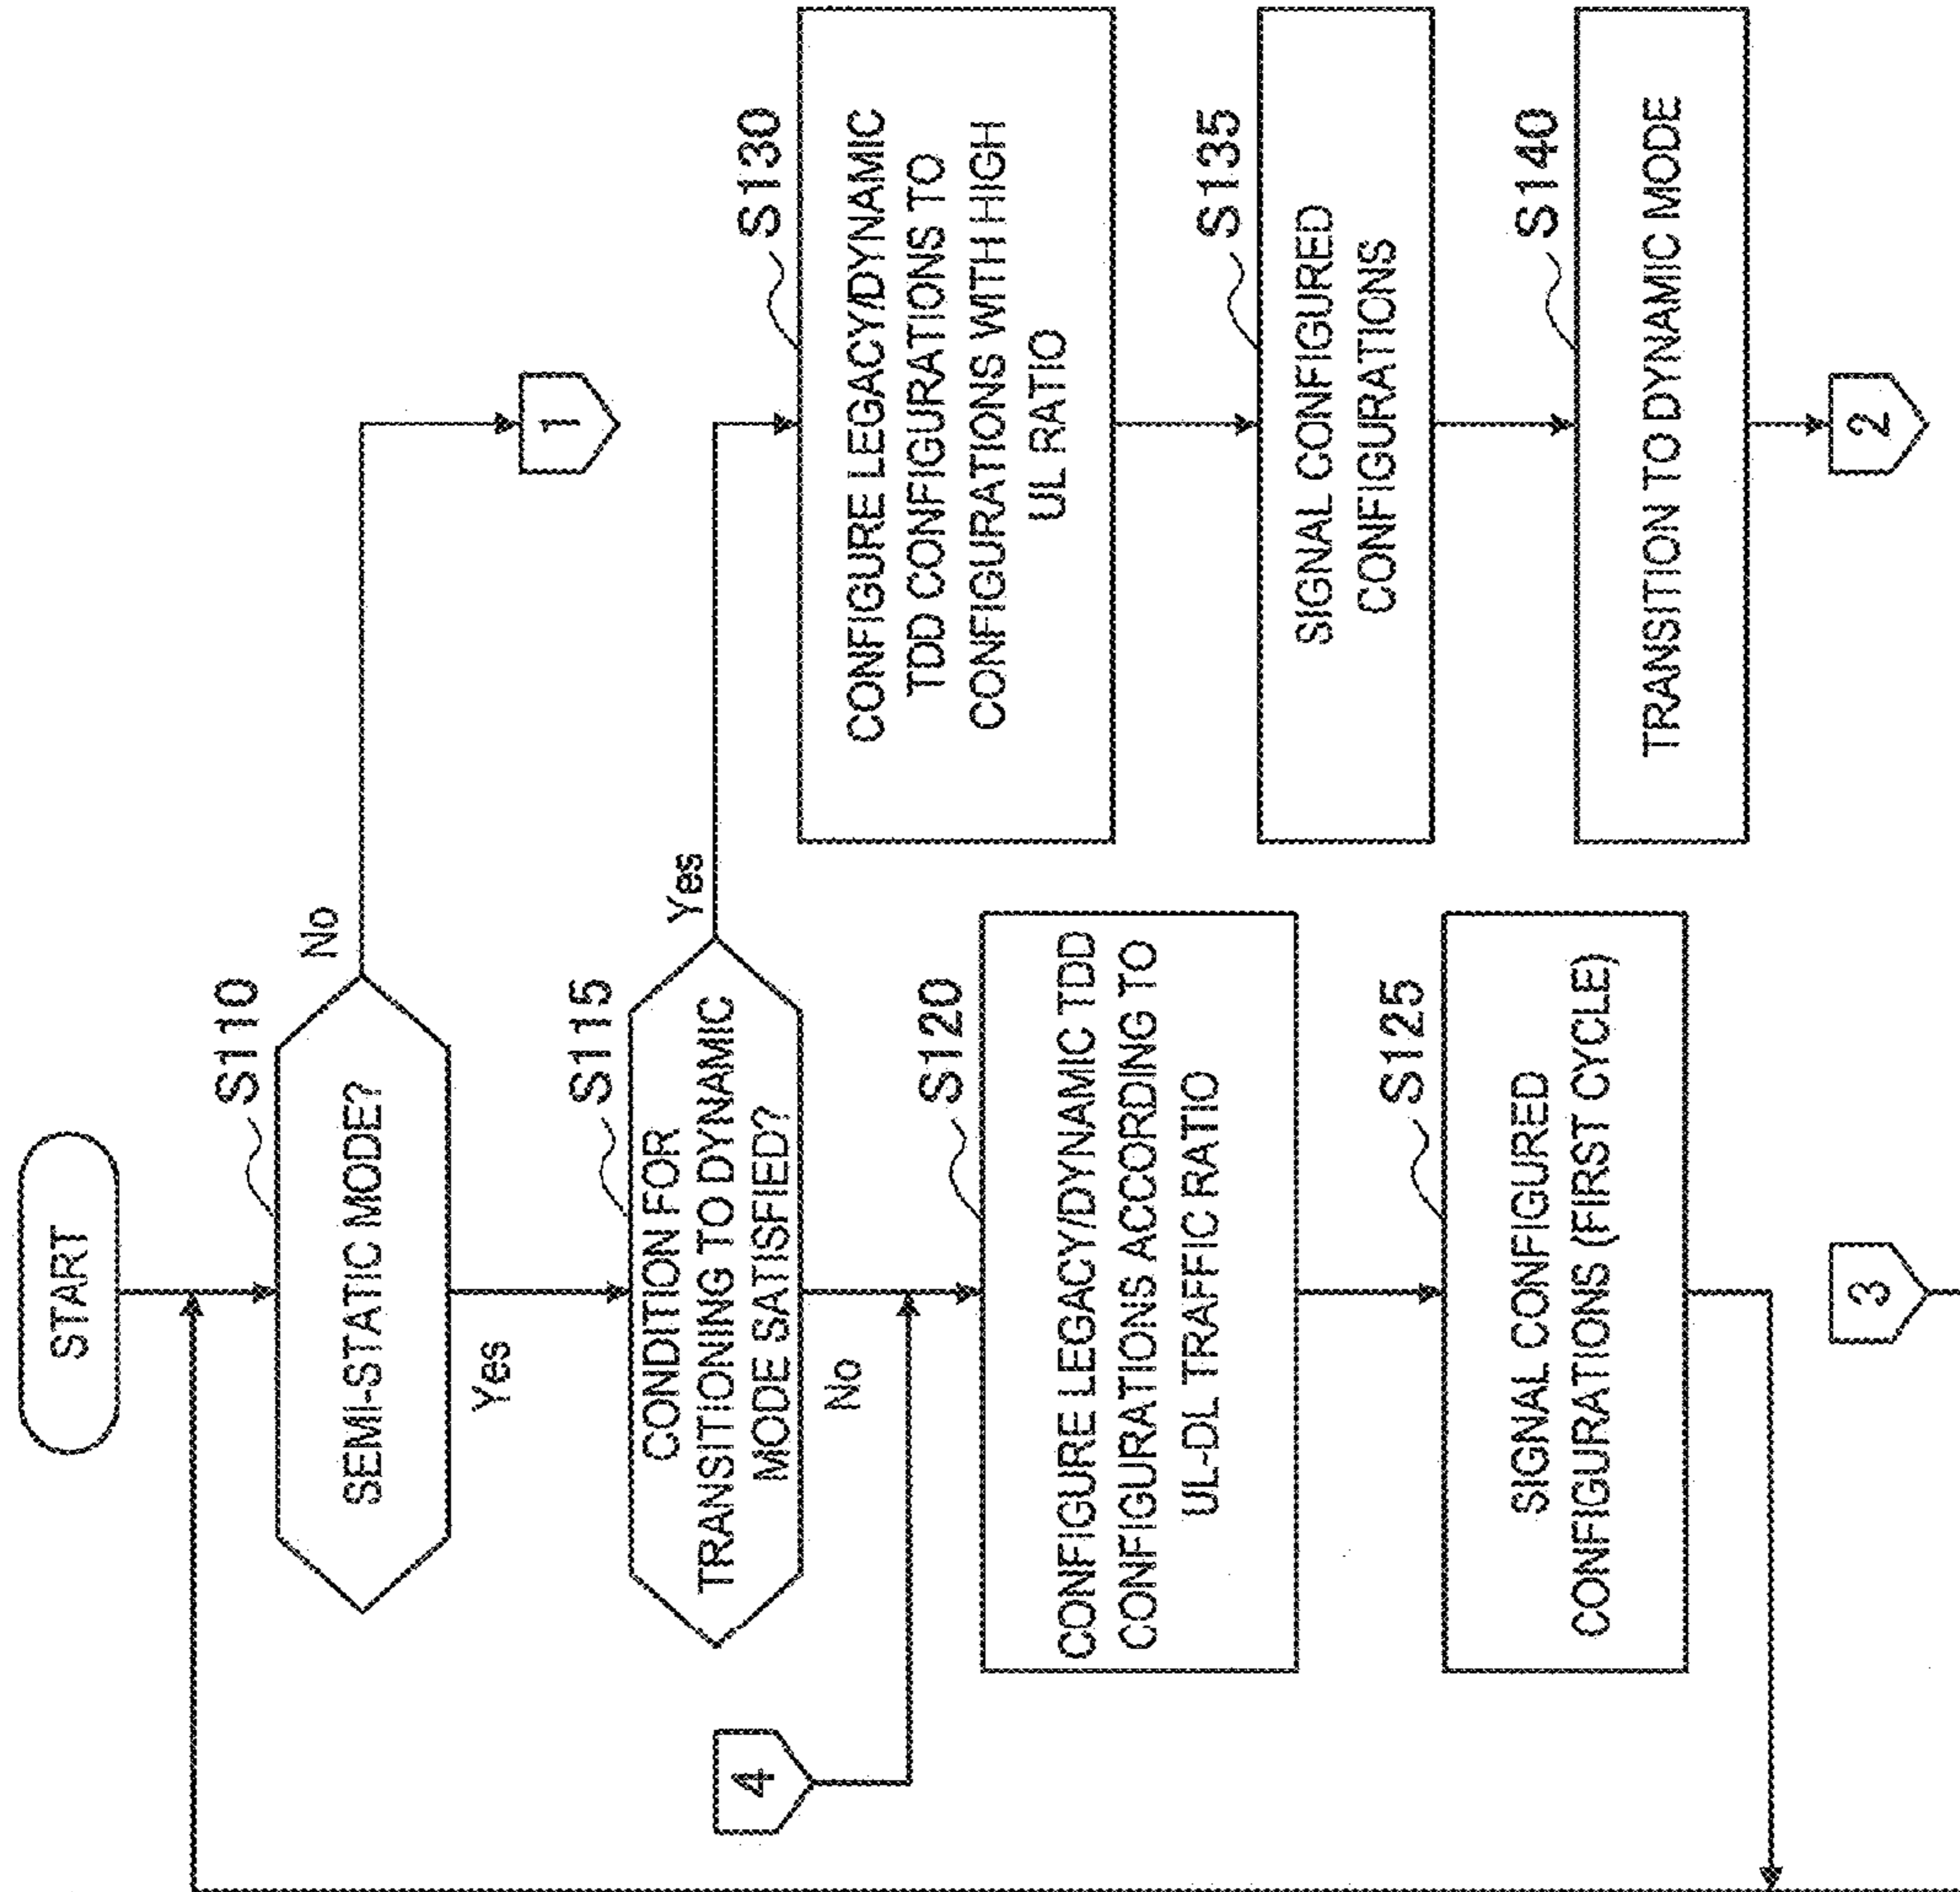 START
S110
SEMI-STATIC MODE?
No
Yes
1
S115
CONDITION FOR
TRANSITIONING TO DYNAMIC
MODE SATISFIED?
Yes
No
4
S120
CONFIGURE LEGACY/DYNAMIC TDD
CONFIGURATIONS ACCORDING TO
UL-DL TRAFFIC RATIO
S125
SIGNAL CONFIGURED
CONFIGURATIONS (FIRST CYCLE)
3
S130
CONFIGURE LEGACY/DYNAMIC
TDD CONFIGURATIONS TO
CONFIGURATIONS WITH HIGH
UL RATIO
S135
SIGNAL CONFIGURED
CONFIGURATIONS
S140
TRANSITION TO DYNAMIC MODE
2